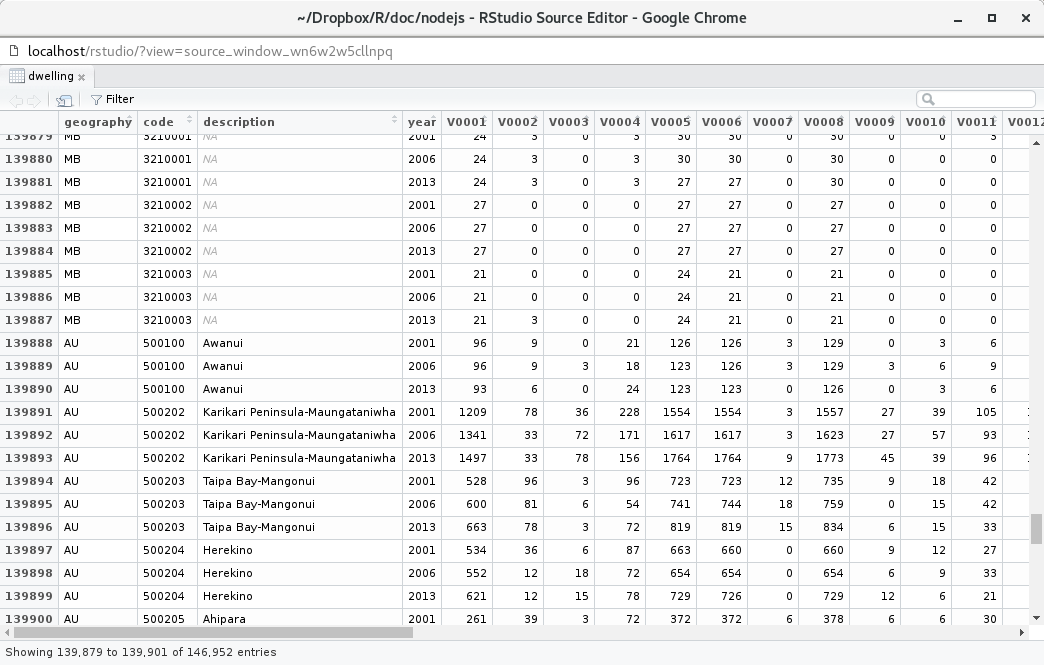 ~/Dropbox/R/doc/nodejs - RStudio Source Editor - Google Chrome
localhost/rstudio/?view=source_window_wn6w2w5cllnpq
dwelling
Filter
geography code description year V0001 V0002 V0003 V0004 V0005 V0006 V0007 V0008 V0009 V0010 V0011 V0012
139879 MB 3210001 NA 2001 24 3 0 3 30 30 0 30 0 0 3
139880 MB 3210001 NA 2006 24 3 0 3 30 30 0 30 0 0 0
139881 MB 3210001 NA 2013 24 3 0 3 27 27 0 30 0 0 0
139882 MB 3210002 NA 2001 27 0 0 0 27 27 0 27 0 0 0
139883 MB 3210002 NA 2006 27 0 0 0 27 27 0 27 0 0 0
139884 MB 3210002 NA 2013 27 0 0 0 27 27 0 27 0 0 0
139885 MB 3210003 NA 2001 21 0 0 0 24 21 0 21 0 0 0
139886 MB 3210003 NA 2006 21 0 0 0 24 21 0 21 0 0 0
139887 MB 3210003 NA 2013 21 3 0 0 24 21 0 21 0 0 0
139888 AU 500100 Awanui 2001 96 9 0 21 126 126 3 129 0 3 6
139889 AU 500100 Awanui 2006 96 9 3 18 123 126 3 129 3 6 9
139890 AU 500100 Awanui 2013 93 6 0 24 123 123 0 126 0 3 6
139891 AU 500202 Karikari Peninsula-Maungataniwha 2001 1209 78 36 228 1554 1554 3 1557 27 39 105
139892 AU 500202 Karikari Peninsula-Maungataniwha 2006 1341 33 72 171 1617 1617 3 1623 27 57 93
139893 AU 500202 Karikari Peninsula-Maungataniwha 2013 1497 33 78 156 1764 1764 9 1773 45 39 96
139894 AU 500203 Taipa Bay-Mangonui 2001 528 96 3 96 723 723 12 735 9 18 42
139895 AU 500203 Taipa Bay-Mangonui 2006 600 81 6 54 741 744 18 759 0 15 42
139896 AU 500203 Taipa Bay-Mangonui 2013 663 78 3 72 819 819 15 834 6 15 33
139897 AU 500204 Herekino 2001 534 36 6 87 663 660 0 660 9 12 27
139898 AU 500204 Herekino 2006 552 12 18 72 654 654 0 654 6 9 33
139899 AU 500204 Herekino 2013 621 12 15 78 729 726 0 729 12 6 21
139900 AU 500205 Ahipara 2001 261 39 3 72 372 372 6 378 6 6 30
Showing 139,879 to 139,901 of 146,952 entries